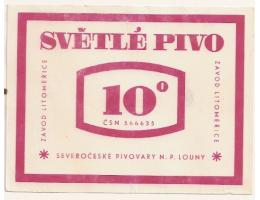 SVĚTLÉ PIVO
ZÁVOD LITOMĚŘICE
10°
ČSN 566635
ZÁVOD LITOMĚŘICE
* SEVEROČESKÉ PIVOVARY N. P. LOUNY *